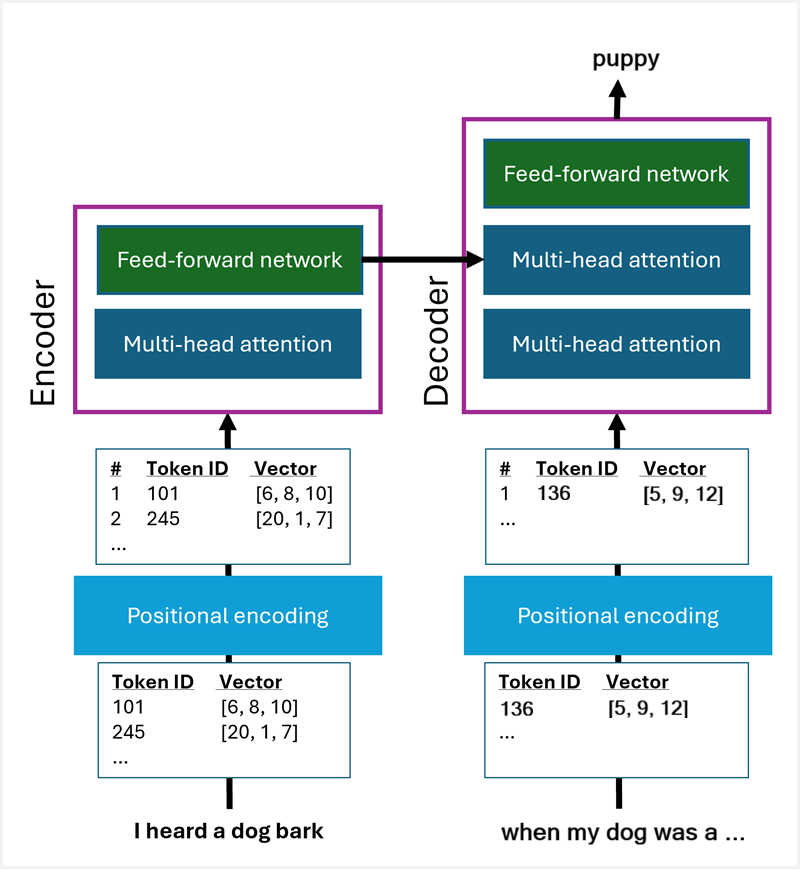 puppy
Encoder
Feed-forward network
Multi-head attention
Decoder
Feed-forward network
Multi-head attention
Multi-head attention
# Token ID Vector
1 101 [6, 8, 10]
2 245 [20, 1, 7]
...
# Token ID Vector
1 136 [5, 9, 12]
...
Positional encoding
Positional encoding
Token ID Vector
101 [6, 8, 10]
245 [20, 1, 7]
...
Token ID Vector
136 [5, 9, 12]
...
I heard a dog bark
when my dog was a ...